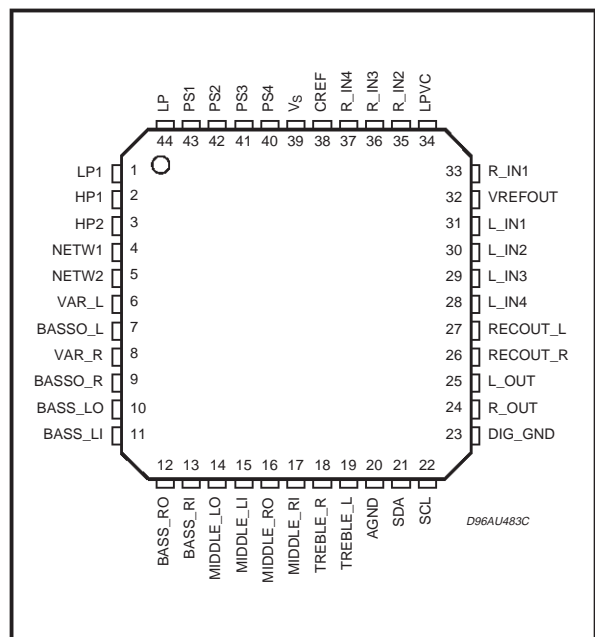 LP
PS1
PS2
PS3
PS4
Vs
CREF
R_IN4
R_IN3
R_IN2
LPVC
44 43 42 41 40 39 38 37 36 35 34
LP1 1
HP1 2
HP2 3
NETW1 4
NETW2 5
VAR_L 6
BASSO_L 7
VAR_R 8
BASSO_R 9
BASS_LO 10
BASS_LI 11
33 R_IN1
32 VREFOUT
31 L_IN1
30 L_IN2
29 L_IN3
28 L_IN4
27 RECOUT_L
26 RECOUT_R
25 L_OUT
24 R_OUT
23 DIG_GND
12 13 14 15 16 17 18 19 20 21 22
BASS_RO
BASS_RI
MIDDLE_LO
MIDDLE_LI
MIDDLE_RO
MIDDLE_RI
TREBLE_R
TREBLE_L
AGND
SDA
SCL
D96AU483C